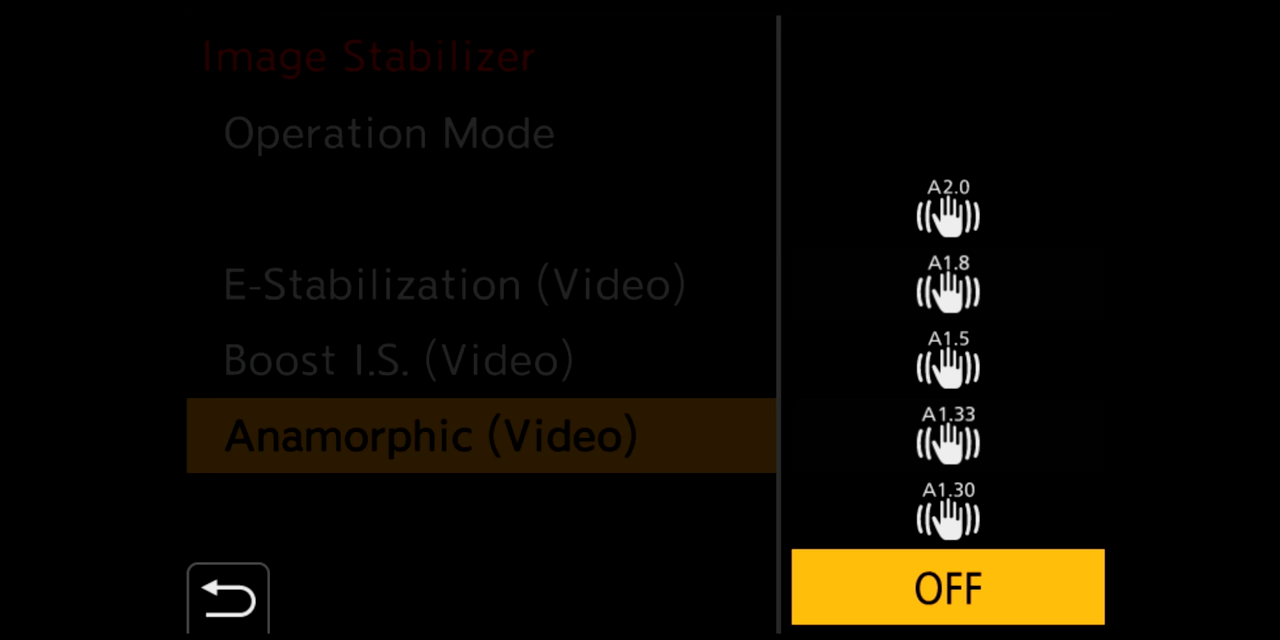 Image Stabilizer
Operation Mode
E-Stabilization (Video)
Boost I.S. (Video)
Anamorphic (Video)
A2.0
A1.8
A1.5
A1.33
A1.30
OFF